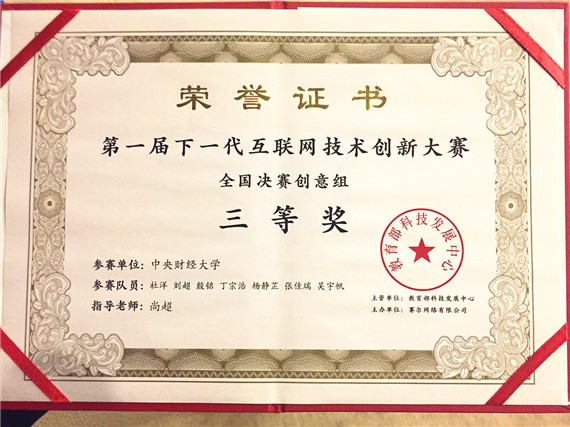 荣誉证书
第一届下一代互联网技术创新大赛
全国决赛创意组
三等奖
参赛单位：中央财经大学
参赛队员：杜洋 刘超 殷铭 丁宗浩 杨静芷 张佳瑞 吴宇帆
指导老师：尚超
教育部科技发展中心
主管单位：教育部科技发展中心
主办单位：赛尔网络有限公司